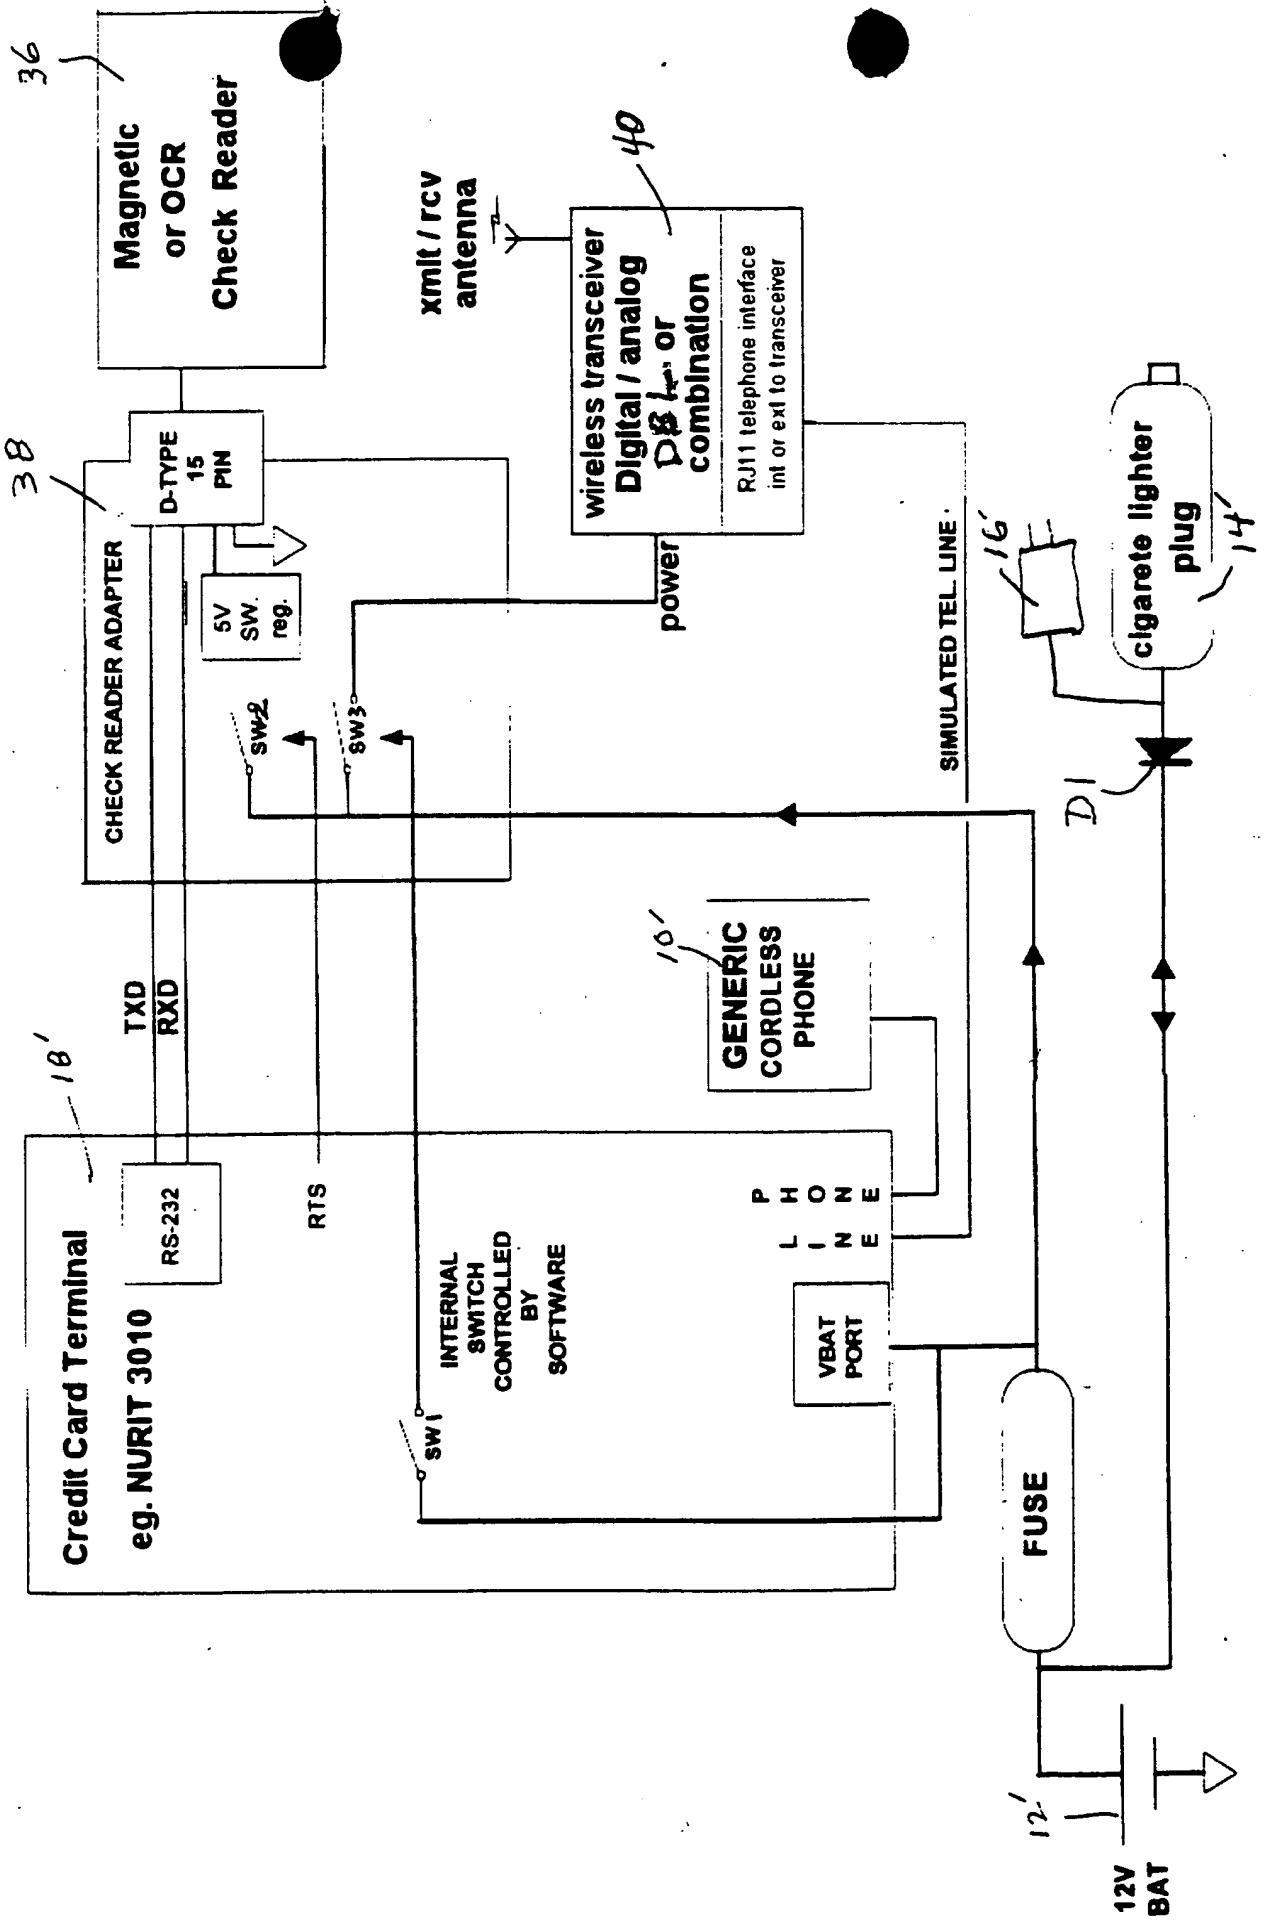 36
Magnetic
or OCR
Check Reader
38
D-TYPE
15
PIN
CHECK READER ADAPTER
5V
SW.
reg.
SW2
SW3
xmit / rcv
antenna
40
wireless transceiver
Digital / analog
or
combination
RJ11 telephone interface
int or ext to transceiver
power
SIMULATED TEL. LINE
16'
cigarete lighter
plug
14'
D1
18'
TXD
RXD
Credit Card Terminal
eg. NURIT 3010
RS-232
RTS
INTERNAL
SWITCH
CONTROLLED
BY
SOFTWARE
SW1
10'
GENERIC
CORDLESS
PHONE
PHONE
LINE
VBAT
PORT
FUSE
12'
12V
BAT